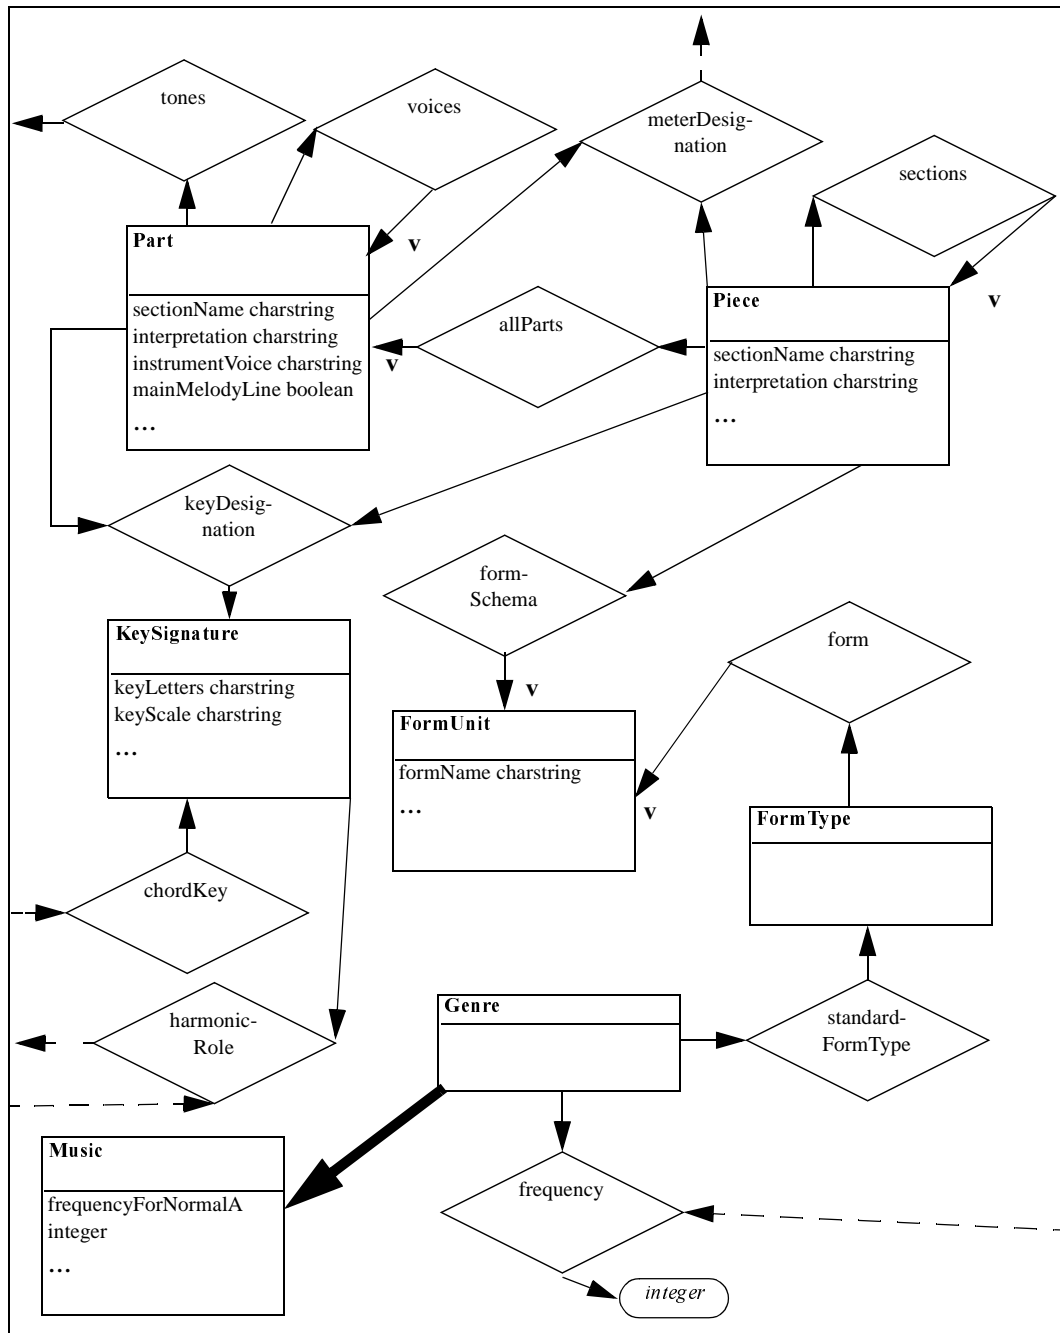 tones
voices
meterDesig-
nation
sections
Part
v
sectionName charstring
interpretation charstring
instrumentVoice charstring
mainMelodyLine boolean
...
allParts
v
Piece
v
sectionName charstring
interpretation charstring
...
keyDesig-
nation
form-
Schema
v
form
KeySignature
keyLetters charstring
keyScale charstring
...
FormUnit
formName charstring
...
v
FormType
chordKey
harmonic-
Role
Genre
standard-
FormType
Music
frequencyForNormalA
integer
...
frequency
integer